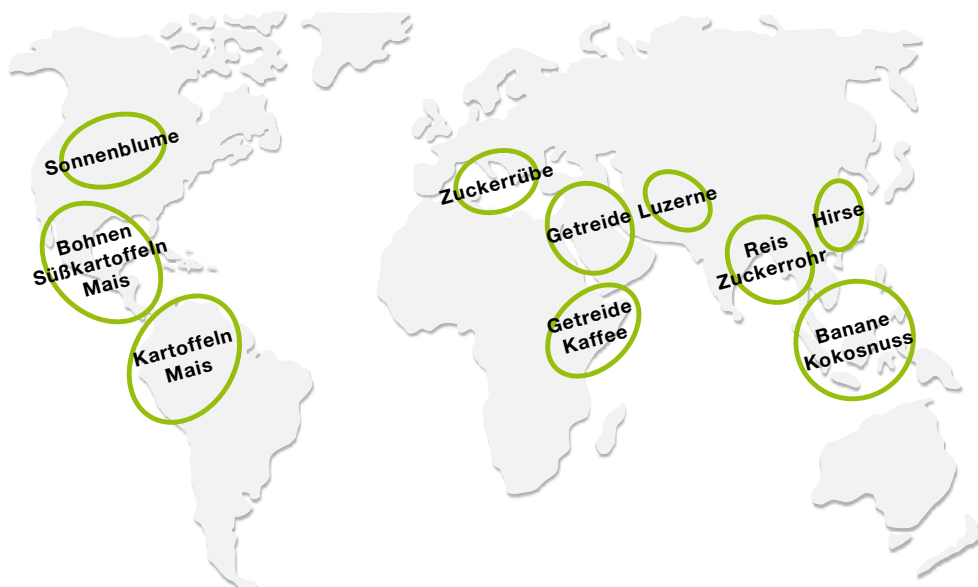 Sonnenblume
Bohnen
Süßkartoffeln
Mais
Kartoffeln
Mais
Zuckerrübe
Getreide
Getreide
Kaffee
Luzerne
Reis
Zuckerrohr
Hirse
Banane
Kokosnuss